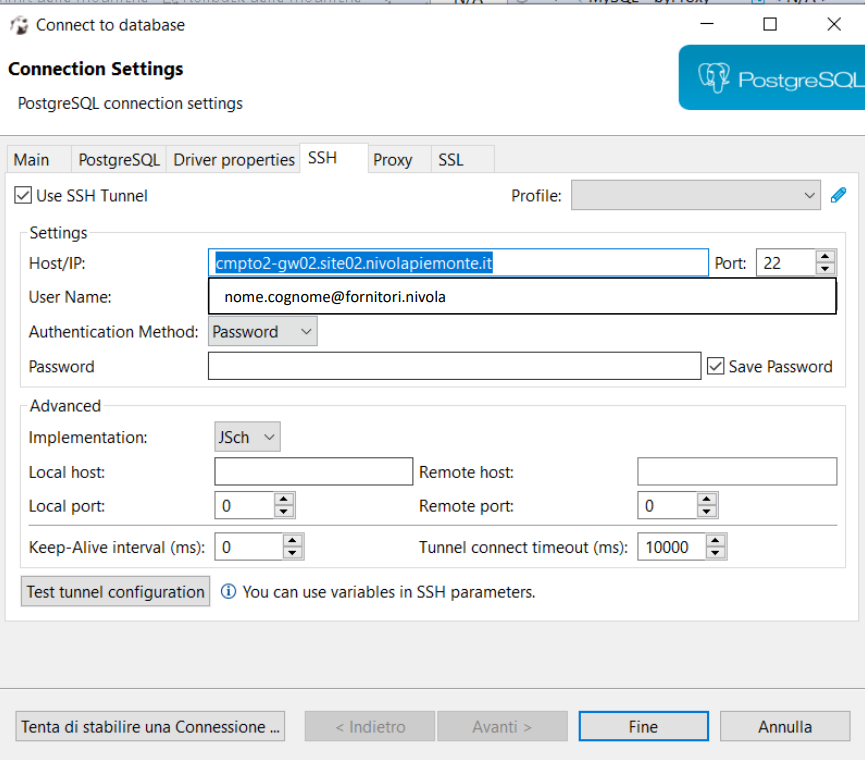 Connect to database
Connection Settings
PostgreSQL connection settings
PostgreSQL
Main PostgreSQL Driver properties SSH Proxy SSL
Use SSH Tunnel Profile:
Settings
Host/IP: cmpto2-gw02.site02.nivolapiemonte.it Port: 22
User Name: nome.cognome@fornitori.nivola
Authentication Method: Password
Password Save Password
Advanced
Implementation: JSch
Local host: Remote host:
Local port: 0 Remote port: 0
Keep-Alive interval (ms): 0 Tunnel connect timeout (ms): 10000
Test tunnel configuration You can use variables in SSH parameters.
Tenta di stabilire una Connessione ... < Indietro Avanti > Fine Annulla